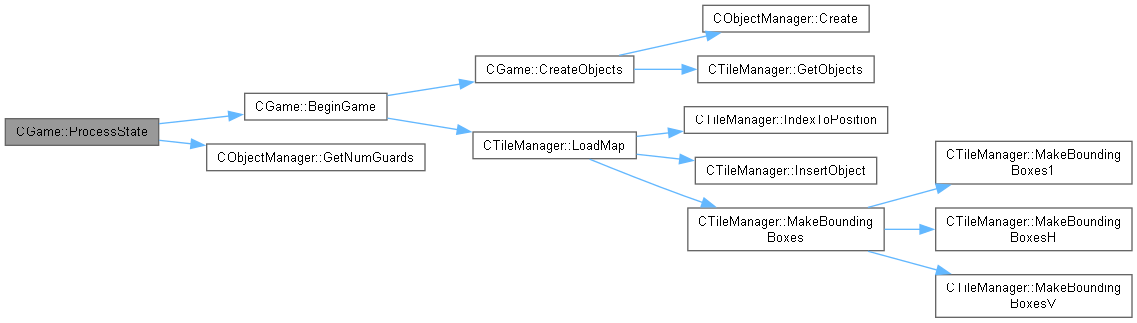 CObjectManager::Create
CGame::CreateObjects
CTileManager::GetObjects
CGame::BeginGame
CGame::ProcessState
CObjectManager::GetNumGuards
CTileManager::IndexToPosition
CTileManager::LoadMap
CTileManager::InsertObject
CTileManager::MakeBounding
Boxes
CTileManager::MakeBounding
Boxes1
CTileManager::MakeBounding
BoxesH
CTileManager::MakeBounding
BoxesV